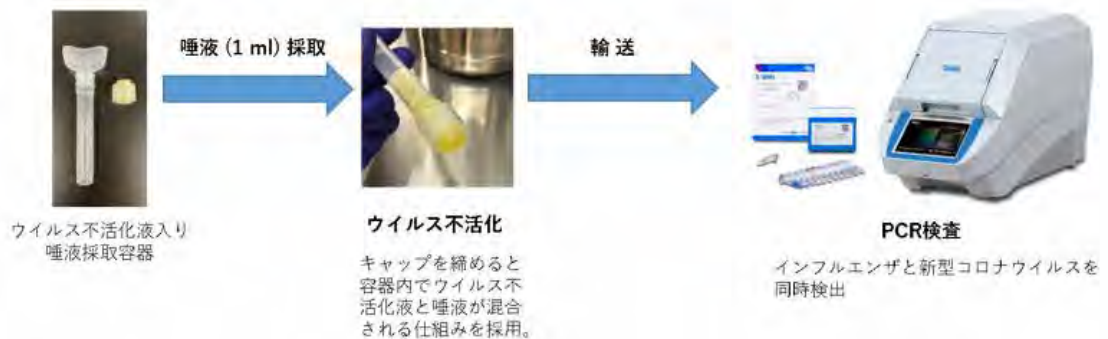 唾液 (1 ml) 採取
輸 送
ウイルス不活化液入り
唾液採取容器
ウイルス不活化
キャップを締めると
容器内でウイルス不
活化液と唾液が混合
される仕組みを採用。
PCR検査
インフルエンザと新型コロナウイルスを
同時検出